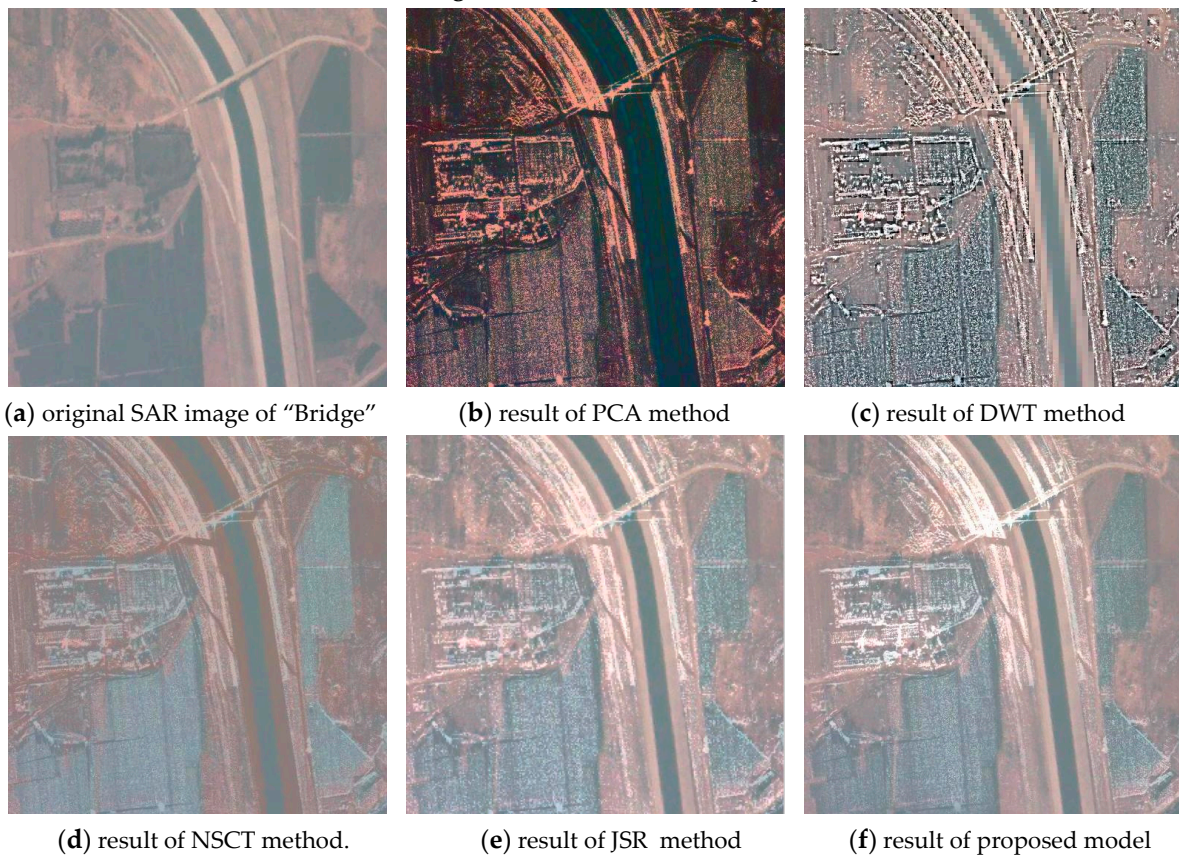 (a) original SAR image of “Bridge”
(b) result of PCA method
(c) result of DWT method
(d) result of NSCT method.
(e) result of JSR method
(f) result of proposed model